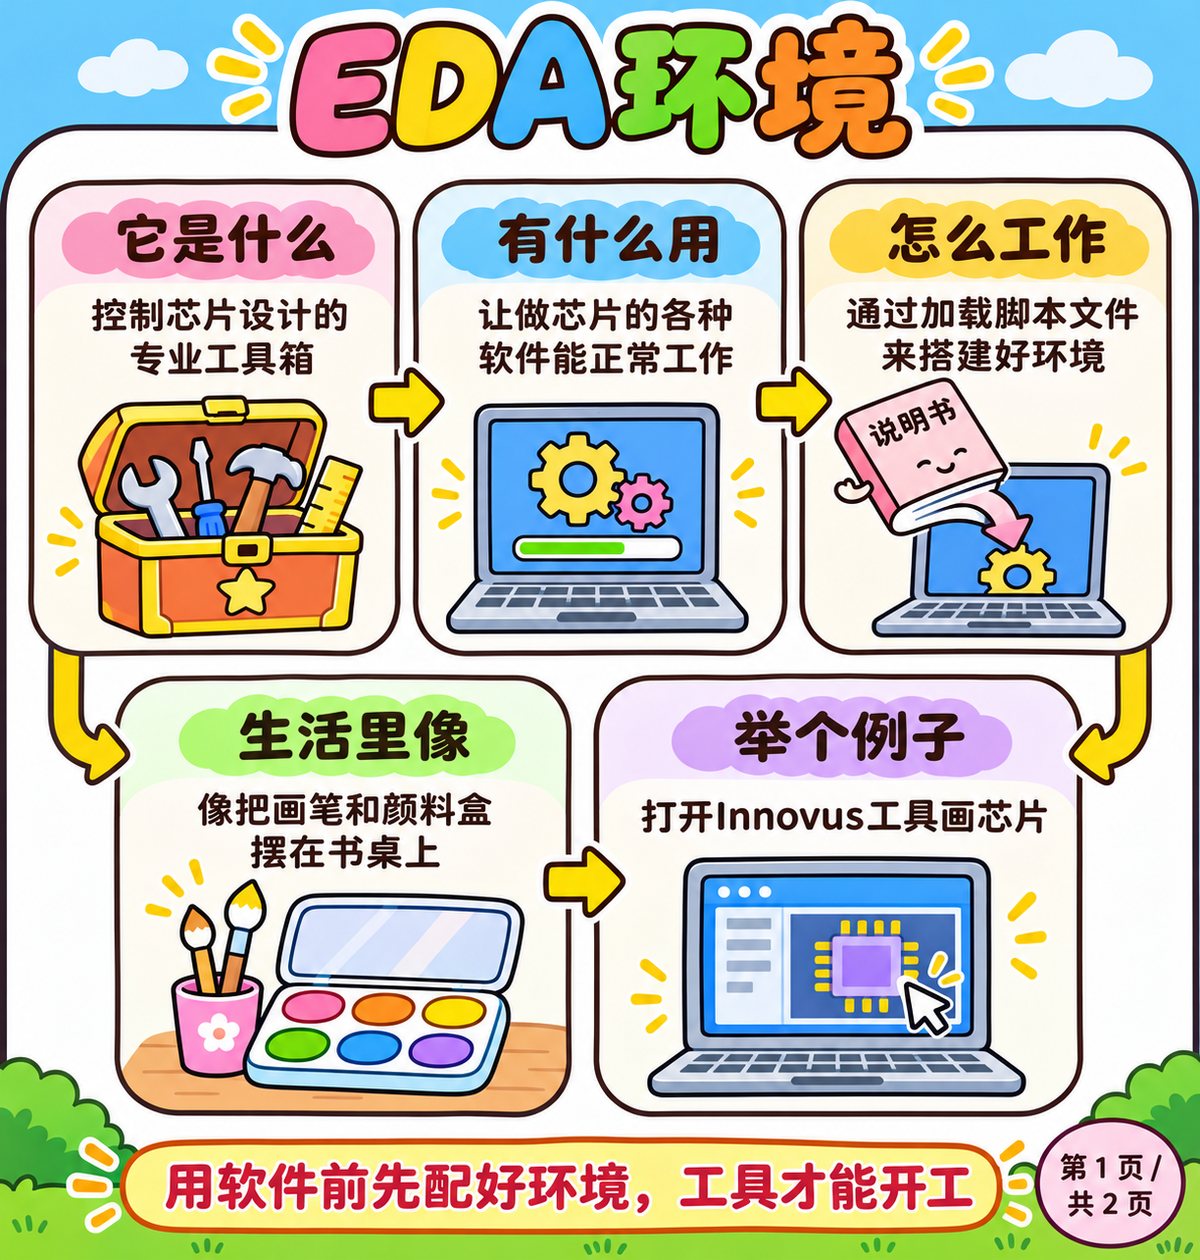 EDA环境
它是什么
控制芯片设计的
专业工具箱
有什么用
让做芯片的各种
软件能正常工作
怎么工作
通过加载脚本文件
来搭建好环境
说明书
生活里像
像把画笔和颜料盒
摆在书桌上
举个例子
打开Innovus工具画芯片
用软件前先配好环境，工具才能开工
第1页/
共2页